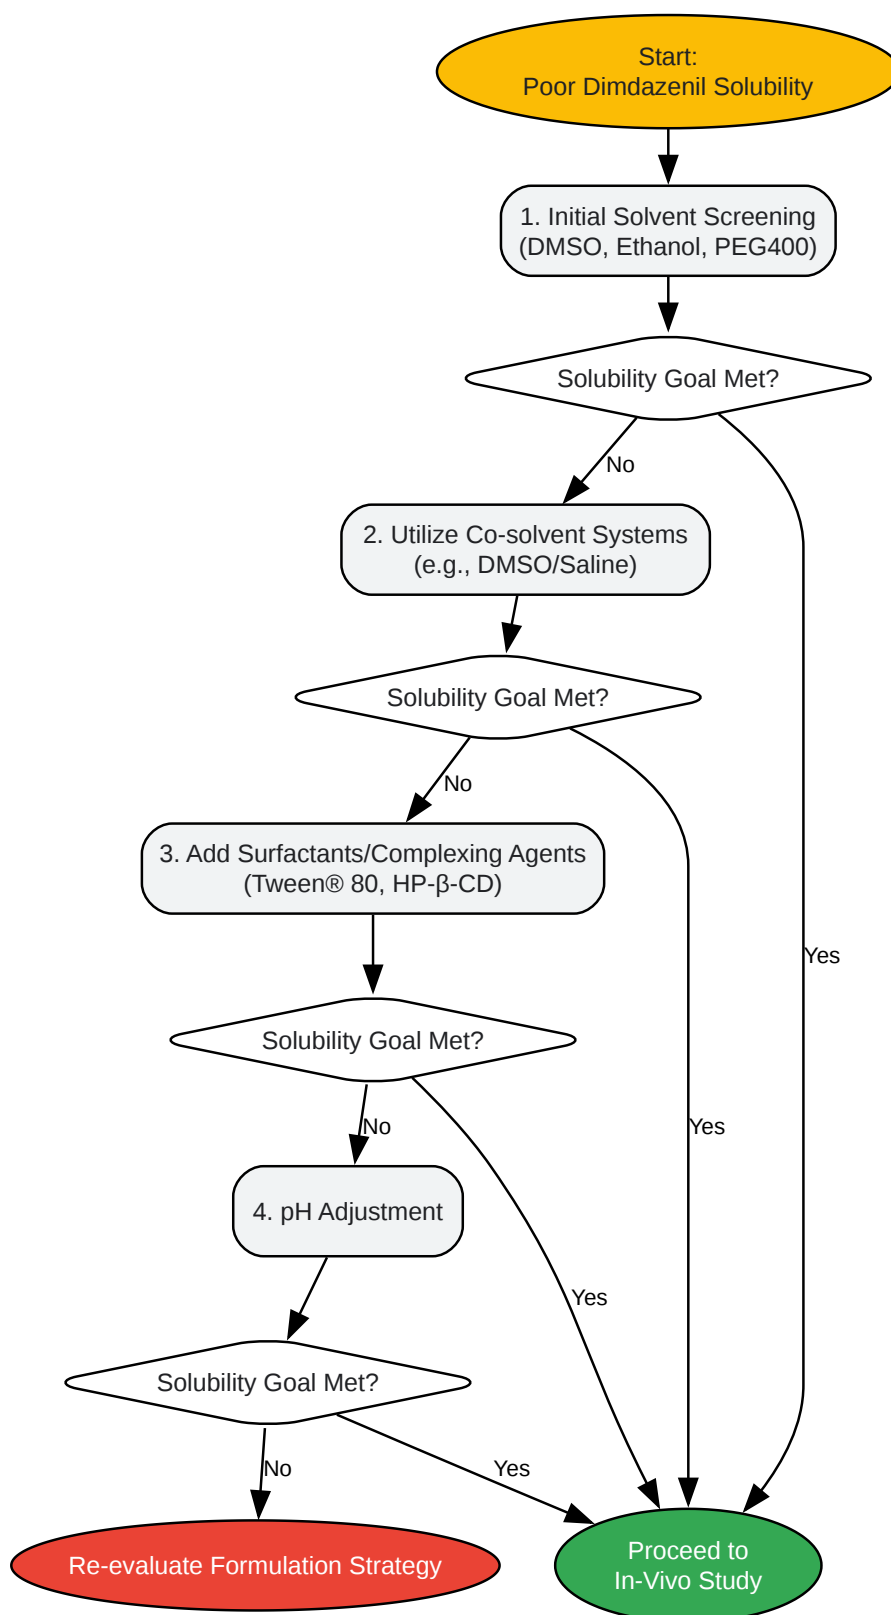 Start:
Poor Dimdazenil Solubility
1. Initial Solvent Screening
(DMSO, Ethanol, PEG400)
Solubility Goal Met?
No
2. Utilize Co-solvent Systems
(e.g., DMSO/Saline)
Solubility Goal Met?
No
3. Add Surfactants/Complexing Agents
(Tween® 80, HP-β-CD)
Yes
Solubility Goal Met?
No
Yes
4. pH Adjustment
Yes
Solubility Goal Met?
No
Yes
Re-evaluate Formulation Strategy
Proceed to
In-Vivo Study